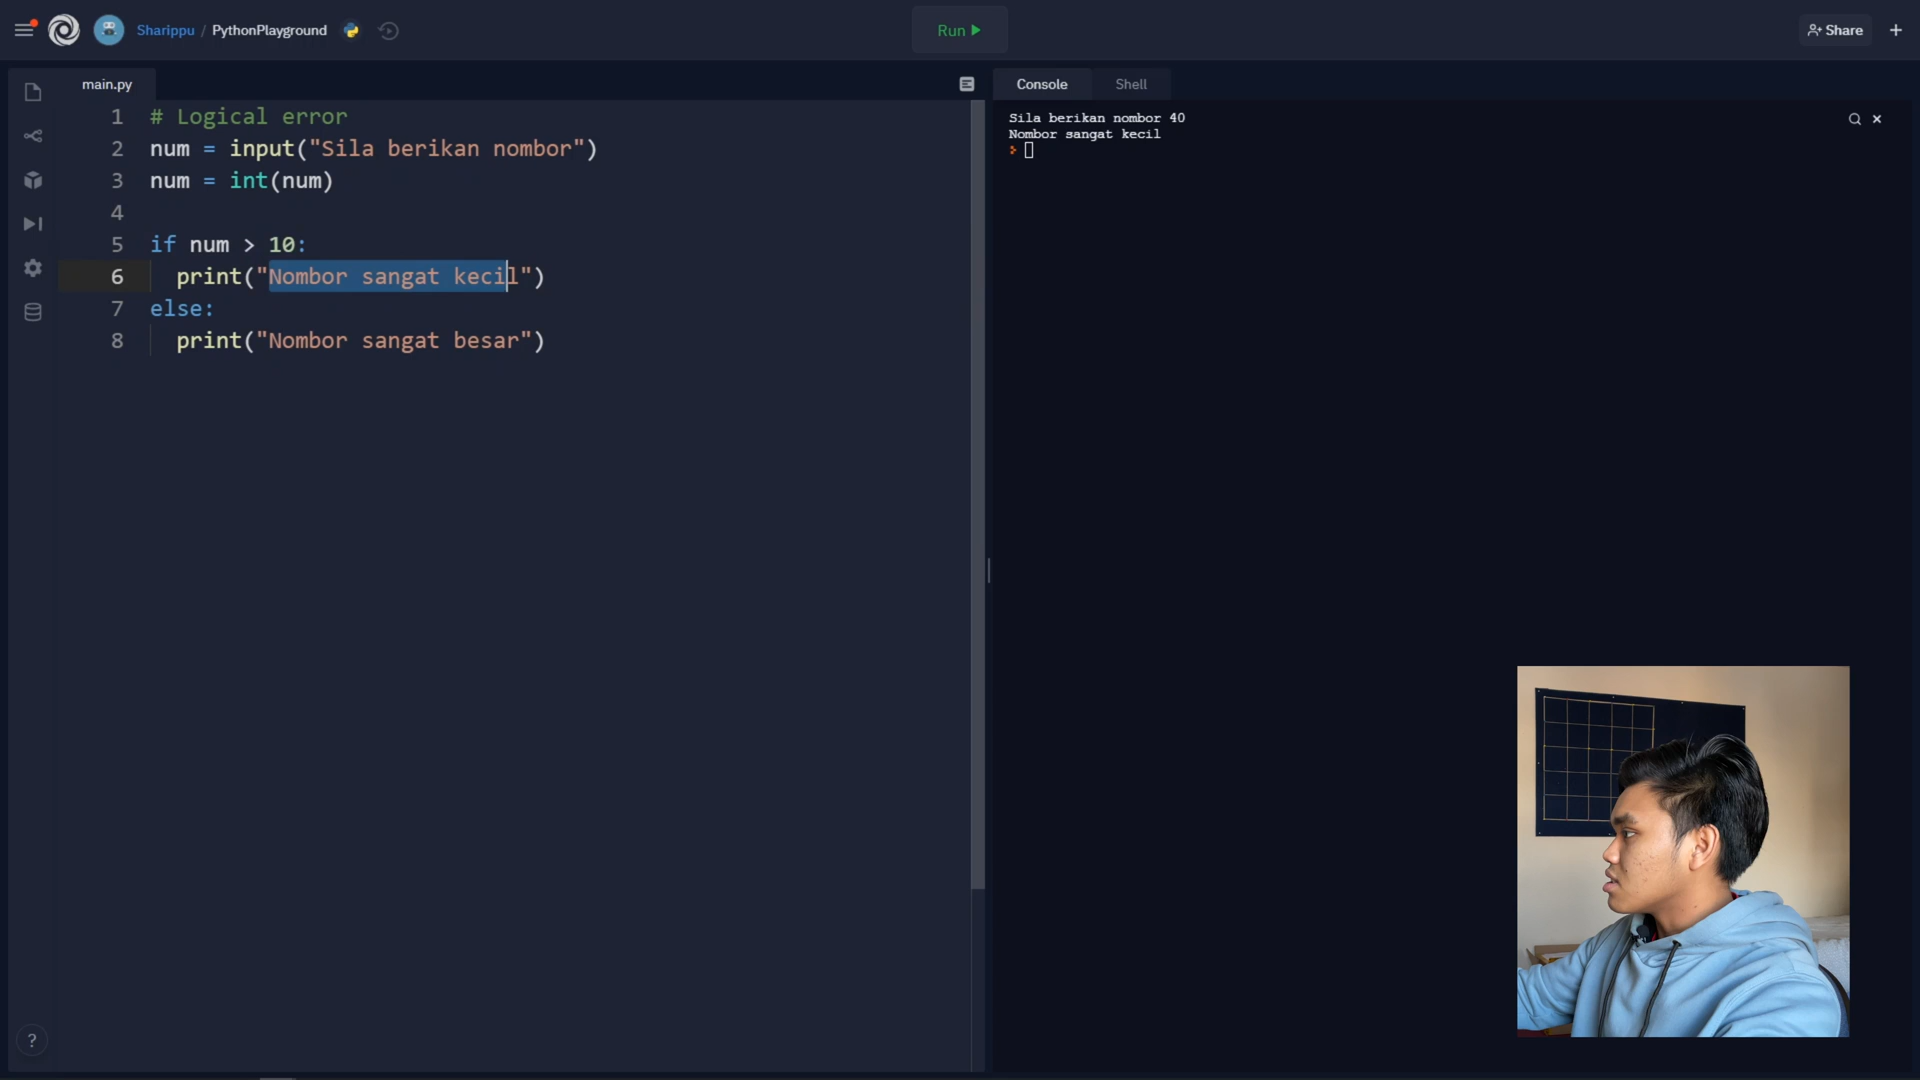 Sharippu / PythonPlayground
Run
Share
main.py
Console
Shell
1 # Logical error
2 num = input("Sila berikan nombor")
3 num = int(num)
4
5 if num > 10:
6 print("Nombor sangat kecil")
7 else:
8 print("Nombor sangat besar")
Sila berikan nombor 40
Nombor sangat kecil
?